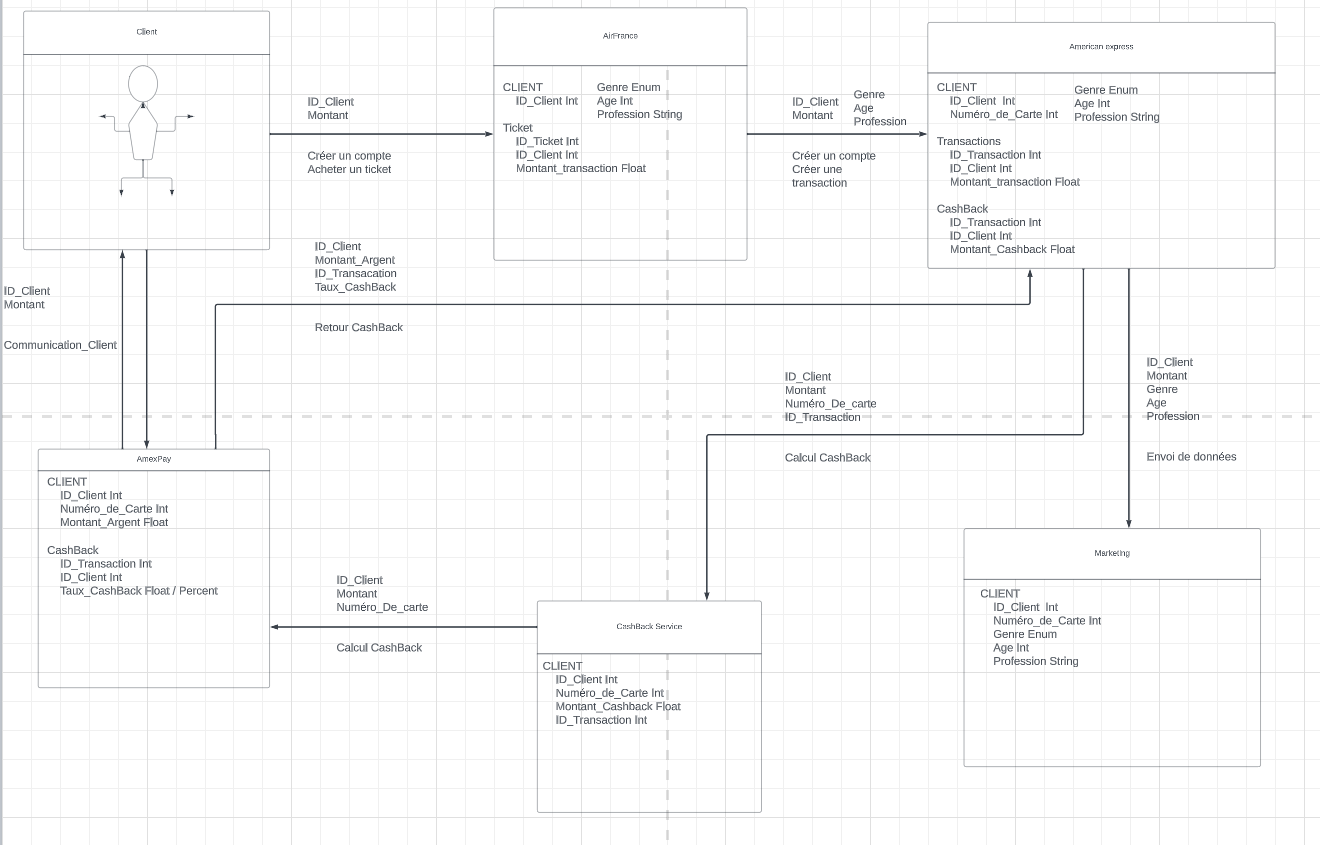 Client
AirFrance
American express
CLIENT
ID_Client Int
Genre Enum
Age Int
Profession String
Ticket
ID_Ticket Int
ID_Client Int
Montant_transaction Float
ID_Client
Montant
Créer un compte
Acheter un ticket
ID_Client
Montant
Genre
Age
Profession
Créer un compte
Créer une
transaction
CLIENT
ID_Client Int
Numéro_de_Carte Int
Genre Enum
Age Int
Profession String
Transactions
ID_Transaction Int
ID_Client Int
Montant_transaction Float
CashBack
ID_Transaction Int
ID_Client Int
Montant_Cashback Float
ID_Client
Montant_Argent
ID_Transacation
Taux_CashBack
Retour CashBack
ID_Client
Montant
Communication_Client
ID_Client
Montant
Numéro_De_carte
ID_Transaction
Calcul CashBack
ID_Client
Montant
Genre
Age
Profession
Envoi de données
AmexPay
CLIENT
ID_Client Int
Numéro_de_Carte Int
Montant_Argent Float
CashBack
ID_Transaction Int
ID_Client Int
Taux_CashBack Float / Percent
ID_Client
Montant
Numéro_De_carte
Calcul CashBack
CashBack Service
CLIENT
ID_Client Int
Numéro_de_Carte Int
Montant_Cashback Float
ID_Transaction Int
Marketing
CLIENT
ID_Client Int
Numéro_de_Carte Int
Genre Enum
Age Int
Profession String